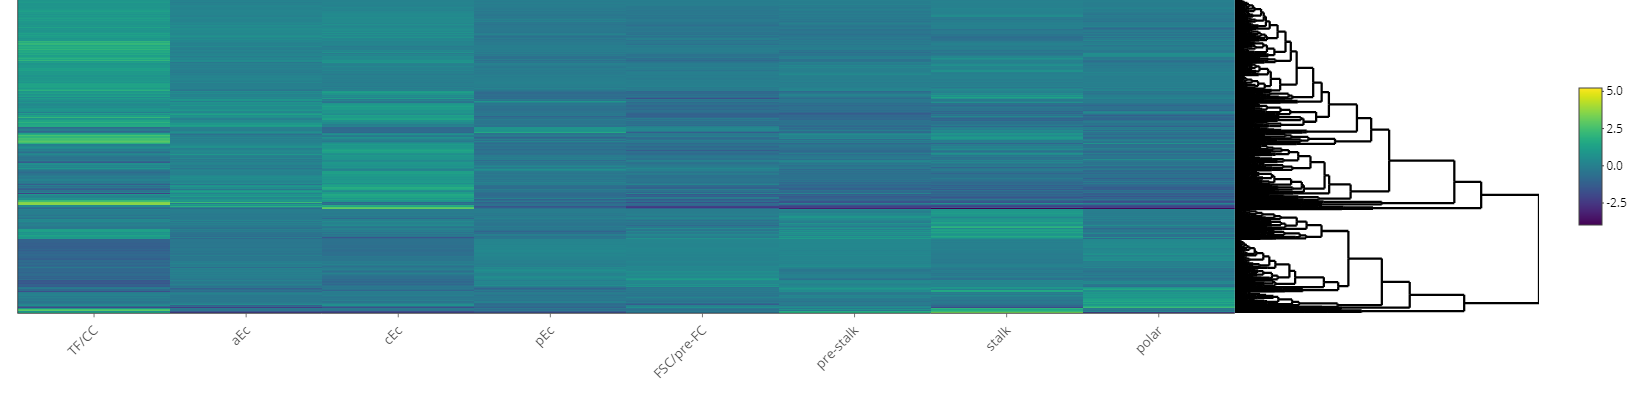 5.0
2.5
0.0
-2.5
TF/CC
aEc
cEc
pEc
FSC/pre-FC
pre-stalk
stalk
polar